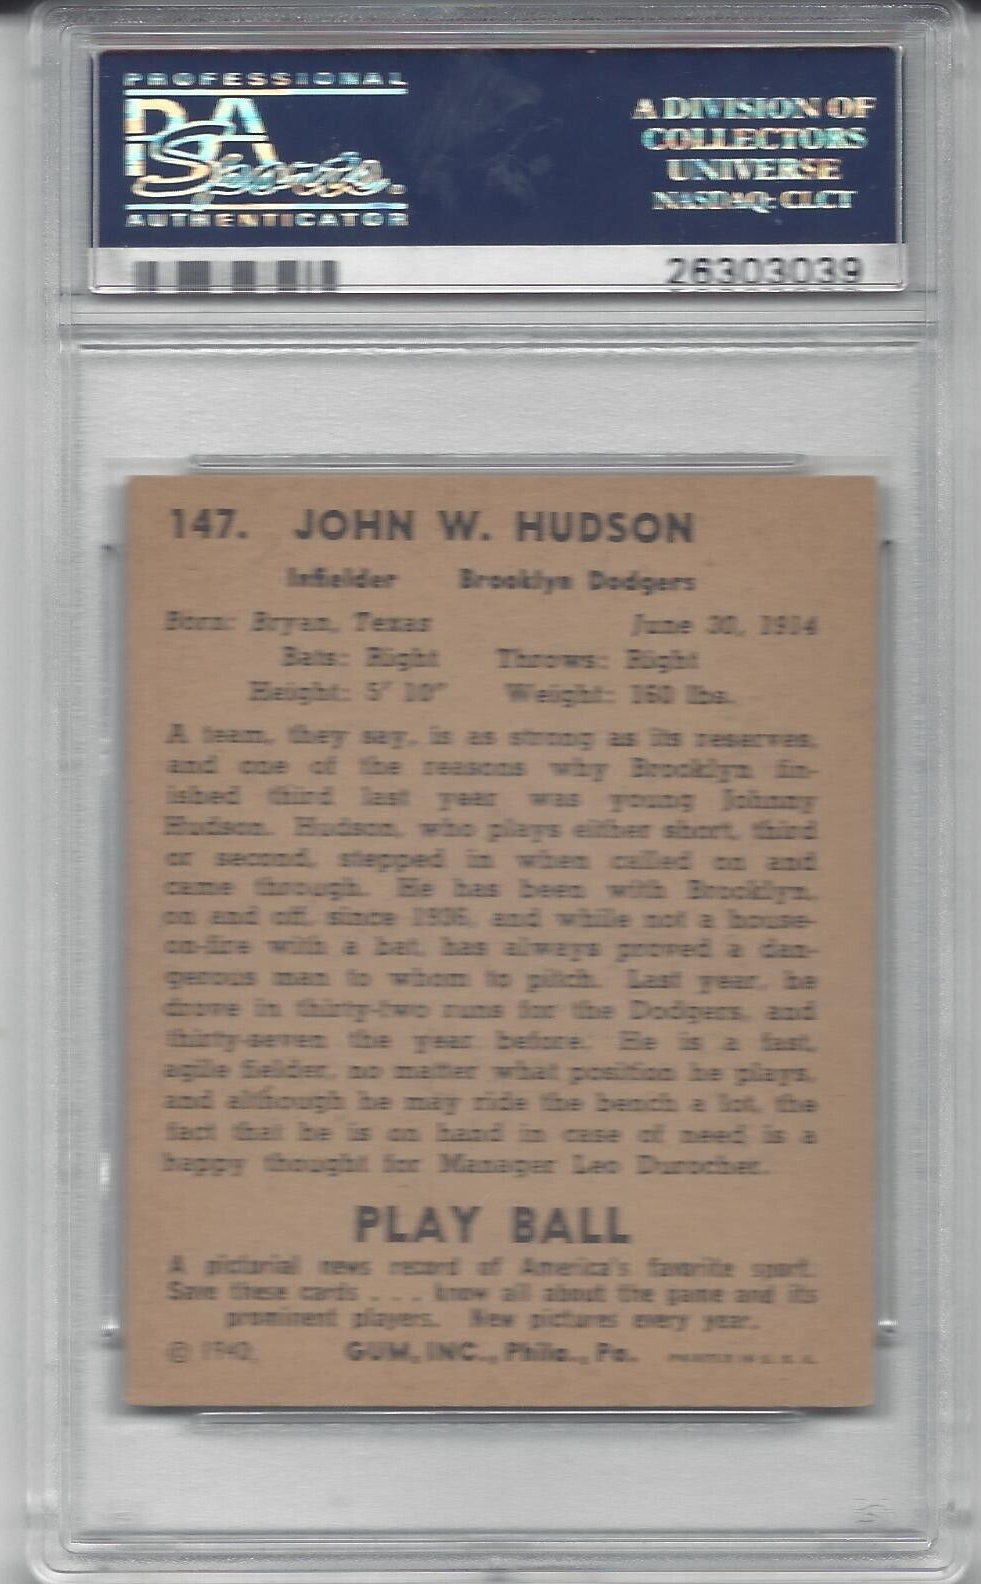 PROFESSIONAL
PSA
Sports.
AUTHENTICATOR
A DIVISION OF
COLLECTORS
UNIVERSE
NASDAQ: CLCT
26303039
147. JOHN W. HUDSON
Infielder Brooklyn Dodgers
Born: Bryan, Texas June 30, 1914
Bats: Right Throws: Right
Height: 5' 10" Weight: 160 lbs.
A team, they say, is as strong as its reserves,
and one of the reasons why Brooklyn fin-
ished third last year was young Johnny
Hudson. Hudson, who plays either short, third
or second, stepped in when called on and
came through. He has been with Brooklyn,
on and off, since 1936, and while not a house-
on-fire with a bat, has always proved a dan-
gerous man to whom to pitch. Last year, he
drove in thirty-two runs for the Dodgers, and
thirty-seven the year before. He is a fast,
agile fielder, no matter what position he plays,
and although he may ride the bench a lot, the
fact that he is on hand in case of need is a
happy thought for Manager Leo Durocher.
PLAY BALL
A pictorial news record of America's favorite sport.
Save these cards . . . know all about the game and its
prominent players. New pictures every year.
© 1940, GUM, INC., Phila., Pa. PRINTED IN U. S. A.